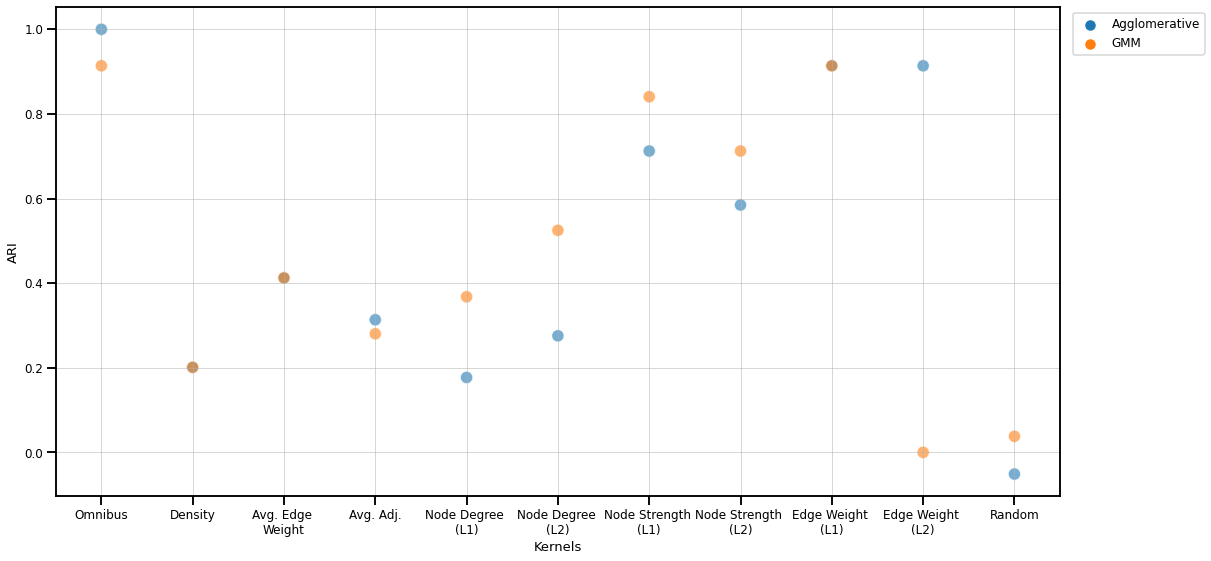 Agglomerative
GMM
ARI
1.0
0.8
0.6
0.4
0.2
0.0
Omnibus
Density
Avg. Edge
Weight
Avg. Adj.
Node Degree
(L1)
Node Degree
(L2)
Node Strength
(L1)
Node Strength
(L2)
Edge Weight
(L1)
Edge Weight
(L2)
Random
Kernels